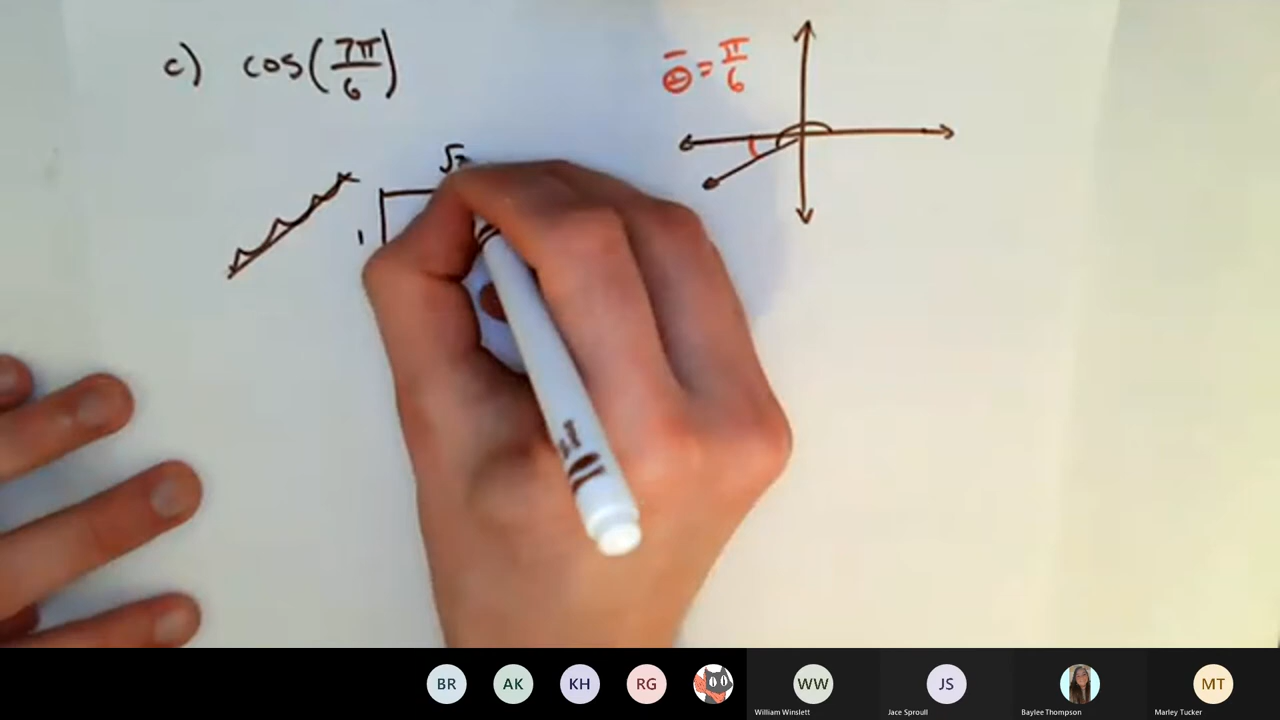 c) cos(7π/6)
θ̄ = π/6
1
BR AK KH RG WW JS MT
William Winslett Jace Sproull Baylee Thompson Marley Tucker